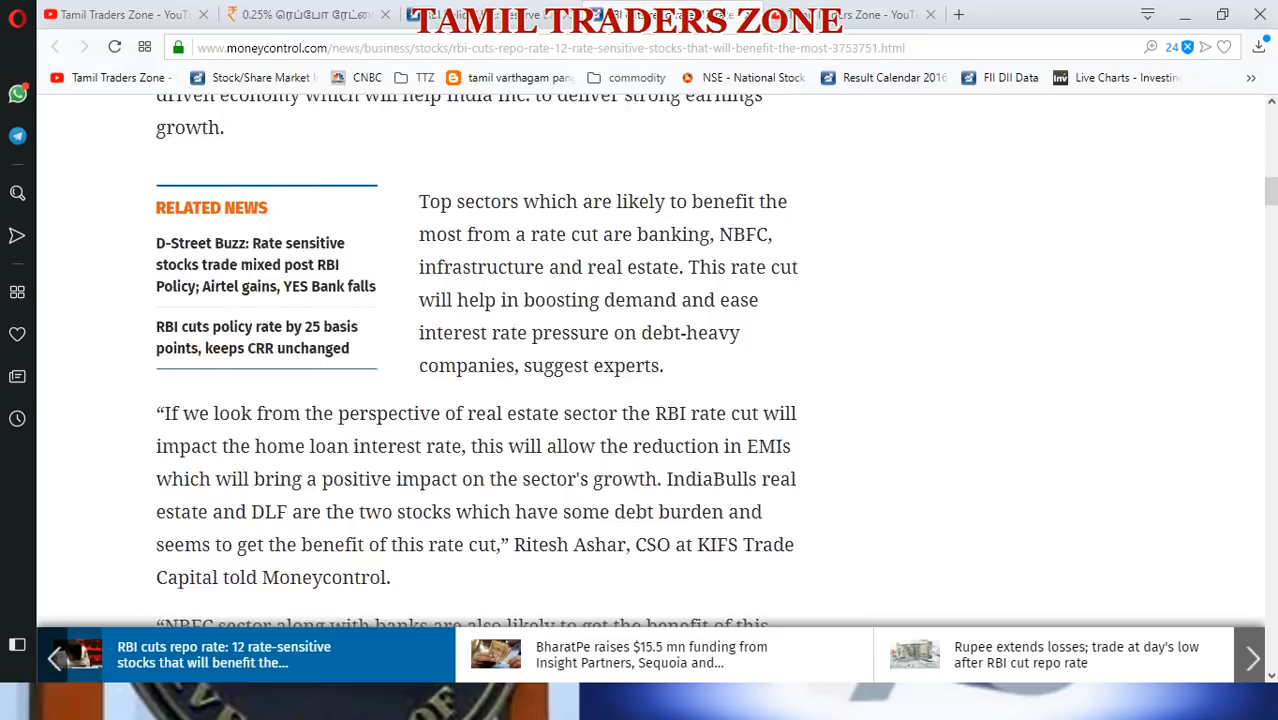 Tamil Traders Zone - YouT
0.25% ரெப்போ ரேட்
Tamil Traders Zone - YouT
TAMIL TRADERS ZONE
www.moneycontrol.com/news/business/stocks/rbi-cuts-repo-rate-12-rate-sensitive-stocks-that-will-benefit-the-most-3753751.html
24
Tamil Traders Zone -
Stock/Share Market
CNBC
TTZ
tamil varthagam pan
commodity
NSE - National Stock
Result Calendar 2016
FII DII Data
Live Charts - Investin
driven economy which will help India Inc. to deliver strong earnings
growth.
RELATED NEWS
D-Street Buzz: Rate sensitive
stocks trade mixed post RBI
Policy; Airtel gains, YES Bank falls
RBI cuts policy rate by 25 basis
points, keeps CRR unchanged
Top sectors which are likely to benefit the
most from a rate cut are banking, NBFC,
infrastructure and real estate. This rate cut
will help in boosting demand and ease
interest rate pressure on debt-heavy
companies, suggest experts.
“If we look from the perspective of real estate sector the RBI rate cut will
impact the home loan interest rate, this will allow the reduction in EMIs
which will bring a positive impact on the sector's growth. IndiaBulls real
estate and DLF are the two stocks which have some debt burden and
seems to get the benefit of this rate cut,” Ritesh Ashar, CSO at KIFS Trade
Capital told Moneycontrol.
“NBFC sector along with banks are also likely to get the benefit of this
RBI cuts repo rate: 12 rate-sensitive
stocks that will benefit the...
BharatPe raises $15.5 mn funding from
Insight Partners, Sequoia and...
Rupee extends losses; trade at day's low
after RBI cut repo rate